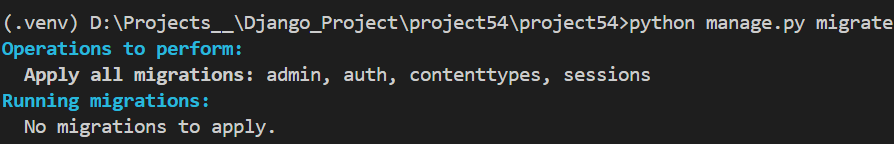 (.venv) D:\Projects__\Django_Project\project54\project54>python manage.py migrate
Operations to perform:
  Apply all migrations: admin, auth, contenttypes, sessions
Running migrations:
  No migrations to apply.